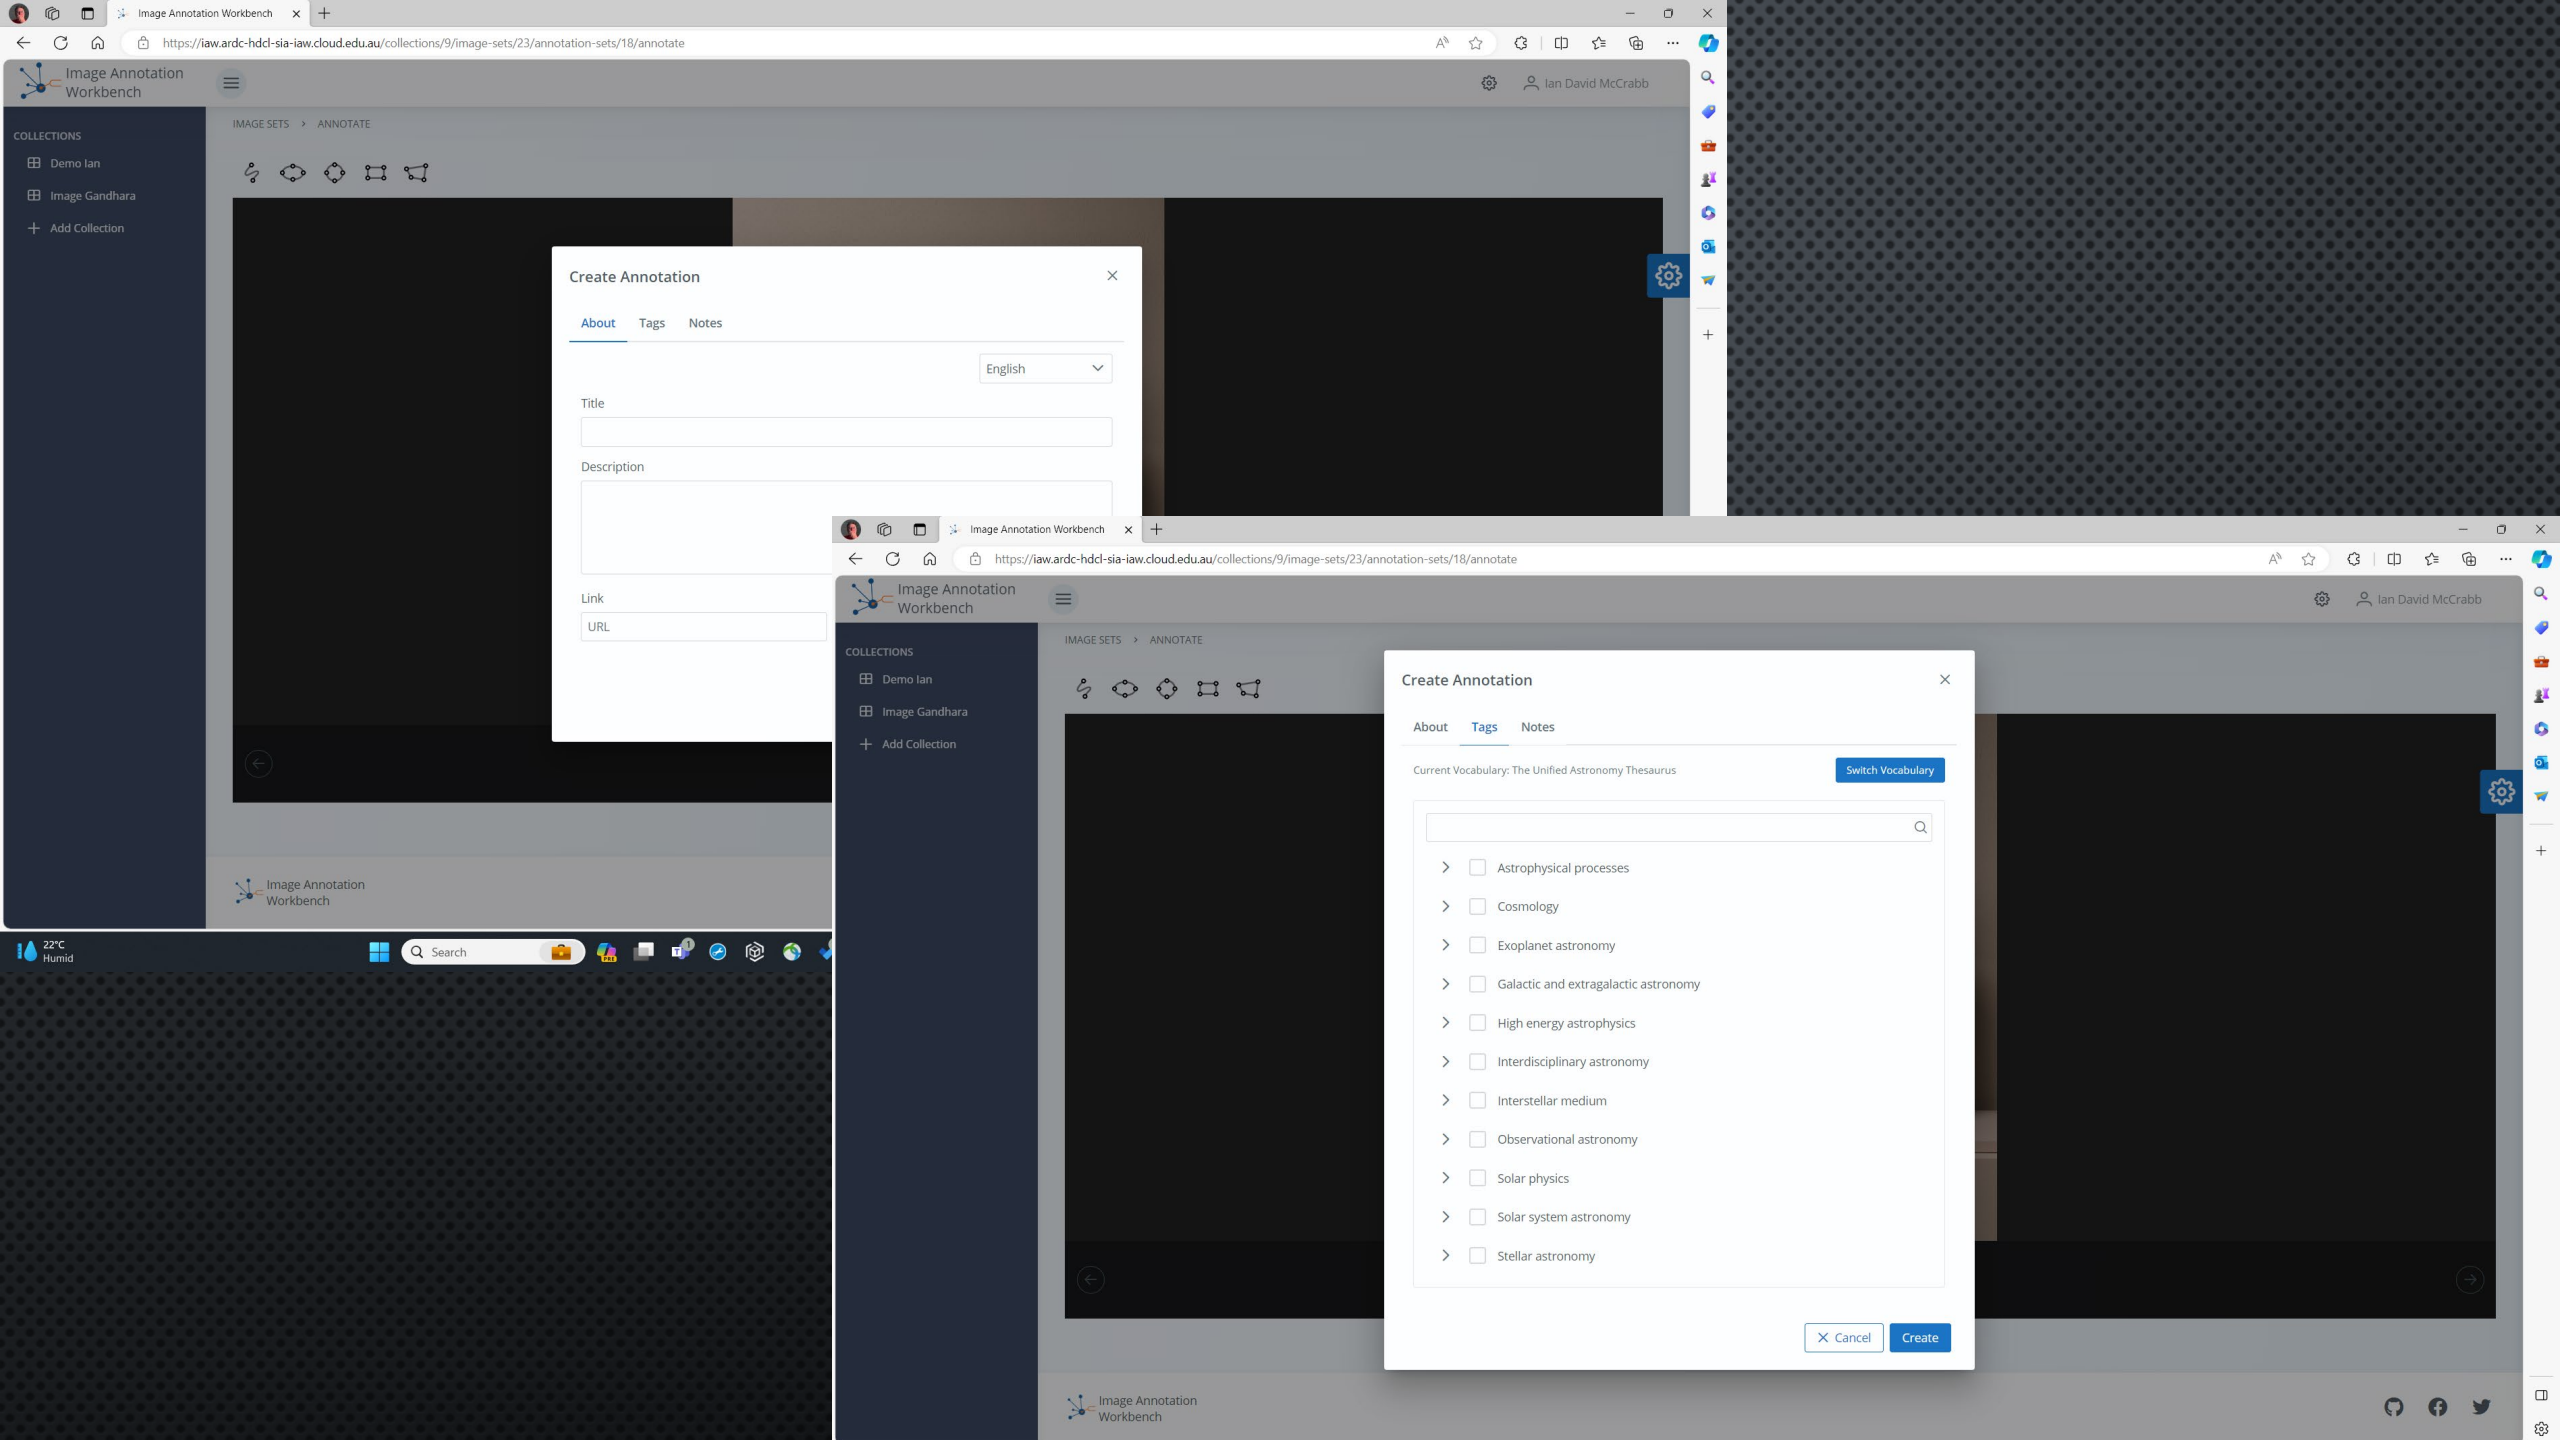 Image Annotation Workbench
https://iaw.ardc-hdcl-sia-iaw.cloud.edu.au/collections/9/image-sets/23/annotation-sets/18/annotate
Image Annotation
Workbench
Ian David McCrabb
COLLECTIONS
Demo Ian
Image Gandhara
Add Collection
IMAGE SETS > ANNOTATE
Create Annotation
About Tags Notes
English
Title
Description
Link
URL
Image Annotation
Workbench
22°C
Humid
Search
PRE
1
Image Annotation Workbench
https://iaw.ardc-hdcl-sia-iaw.cloud.edu.au/collections/9/image-sets/23/annotation-sets/18/annotate
Image Annotation
Workbench
Ian David McCrabb
COLLECTIONS
Demo Ian
Image Gandhara
Add Collection
IMAGE SETS > ANNOTATE
Create Annotation
About Tags Notes
Current Vocabulary: The Unified Astronomy Thesaurus
Switch Vocabulary
Astrophysical processes
Cosmology
Exoplanet astronomy
Galactic and extragalactic astronomy
High energy astrophysics
Interdisciplinary astronomy
Interstellar medium
Observational astronomy
Solar physics
Solar system astronomy
Stellar astronomy
Cancel
Create
Image Annotation
Workbench